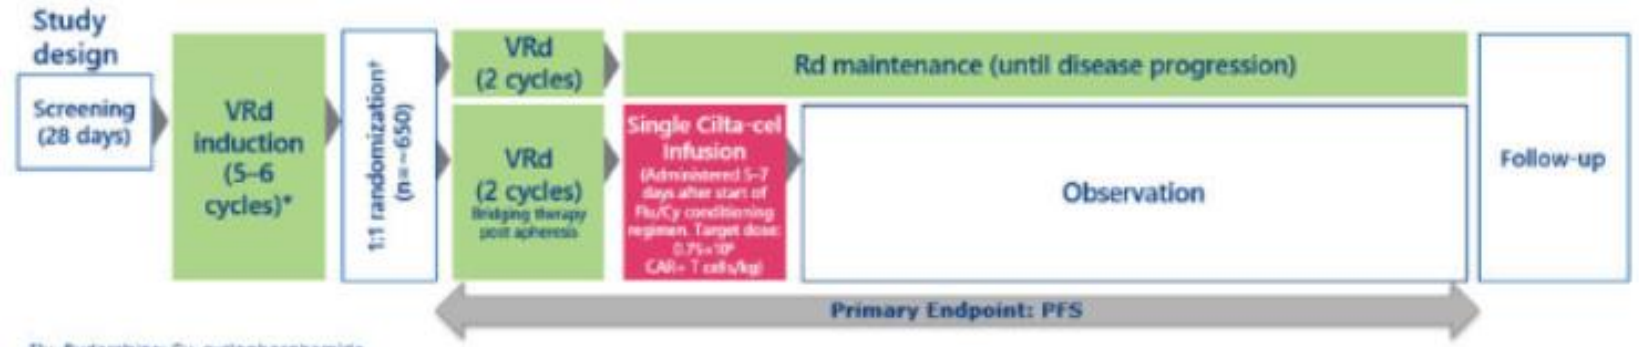 Study
design
Screening
(28 days)
VRd
induction
(5–6
cycles)*
1:1 randomization†
(n=~650)
VRd
(2 cycles)
Rd maintenance (until disease progression)
VRd
(2 cycles)
Bridging therapy
post apheresis
Single Cilta-cel
Infusion
(Administered 5–7
days after start of
Flu/Cy conditioning
regimen. Target dose:
0.75×10⁶
CAR+ T cells/kg)
Observation
Follow-up
Primary Endpoint: PFS